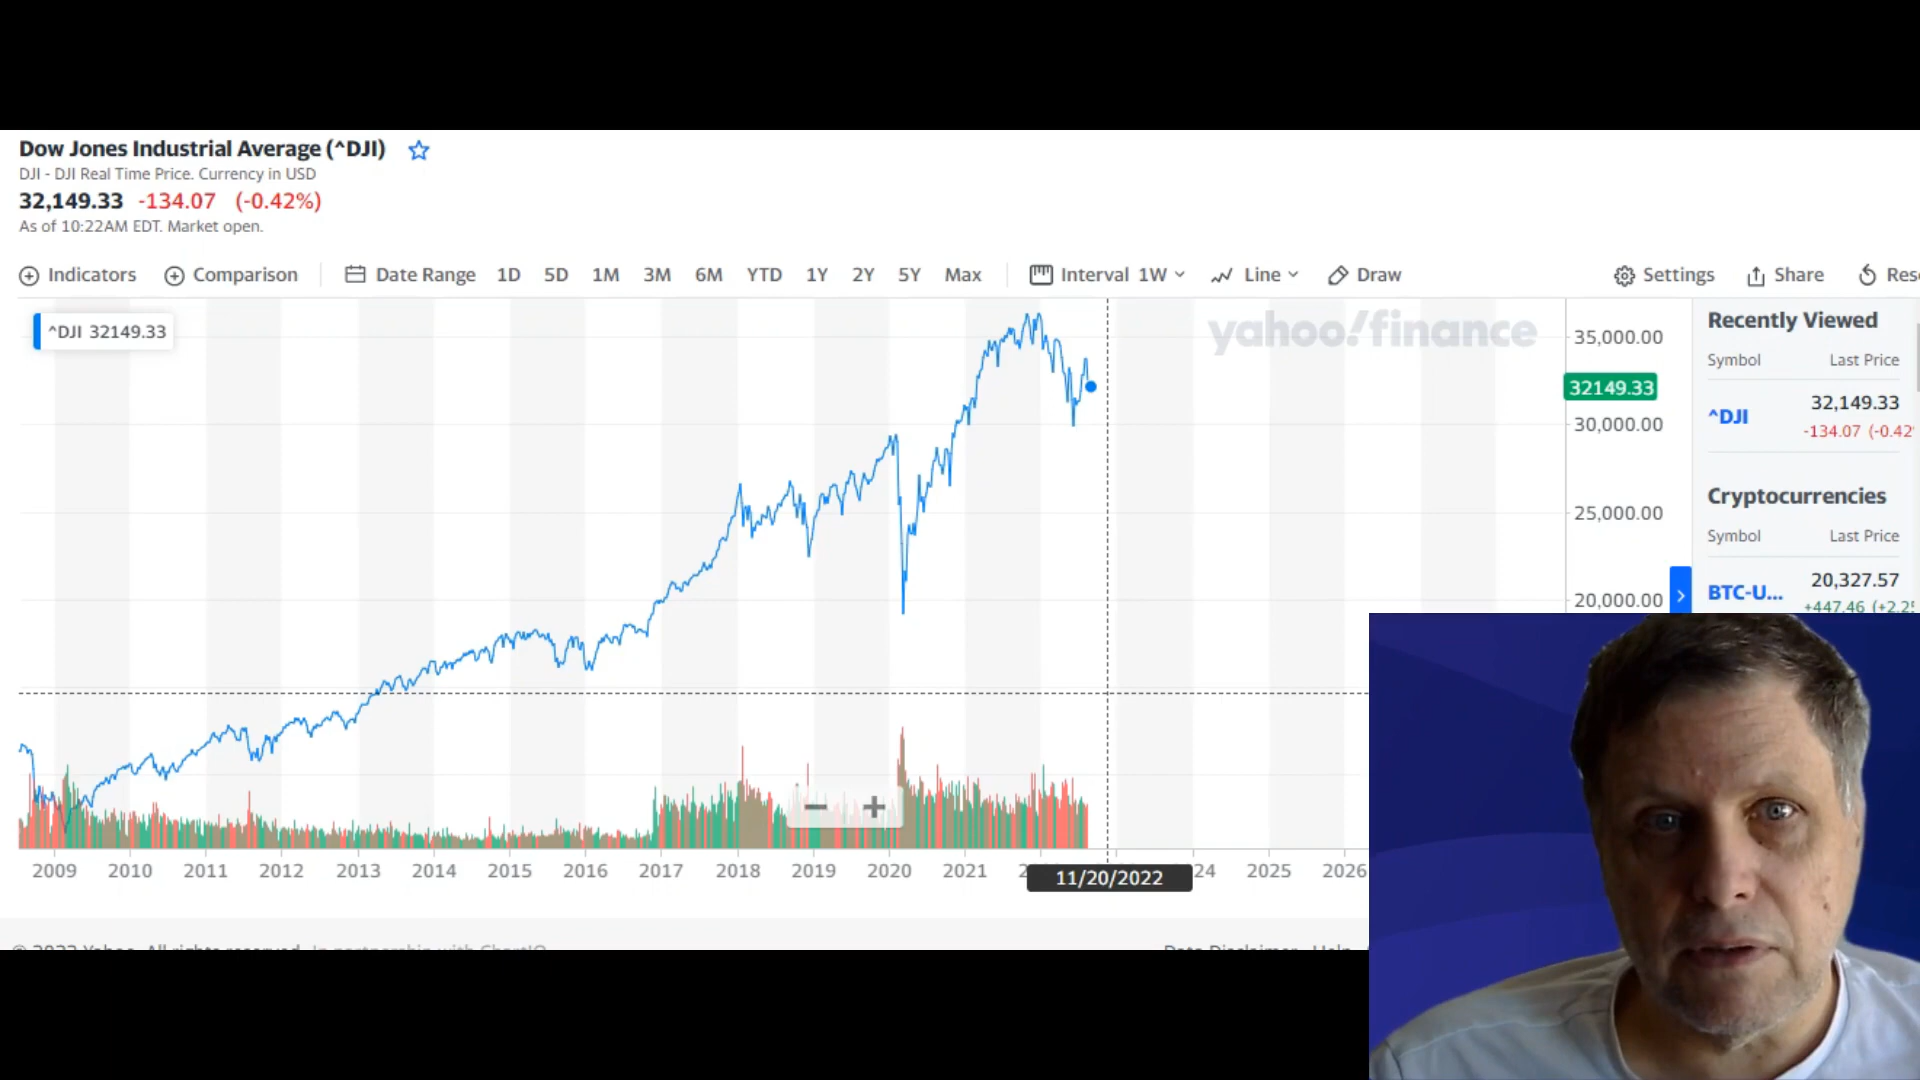 Dow Jones Industrial Average (^DJI)
DJI - DJI Real Time Price. Currency in USD
32,149.33 -134.07 (-0.42%)
As of 10:22AM EDT. Market open.
Indicators Comparison Date Range 1D 5D 1M 3M 6M YTD 1Y 2Y 5Y Max Interval 1W Line Draw Settings Share
^DJI 32149.33
yahoo!finance
35,000.00
32149.33
30,000.00
25,000.00
20,000.00
Recently Viewed
Symbol Last Price
^DJI 32,149.33
-134.07 (-0.42
Cryptocurrencies
Symbol Last Price
BTC-U... 20,327.57
+447.46 (+2.2
2009 2010 2011 2012 2013 2014 2015 2016 2017 2018 2019 2020 2021 11/20/2022 24 2025 2026